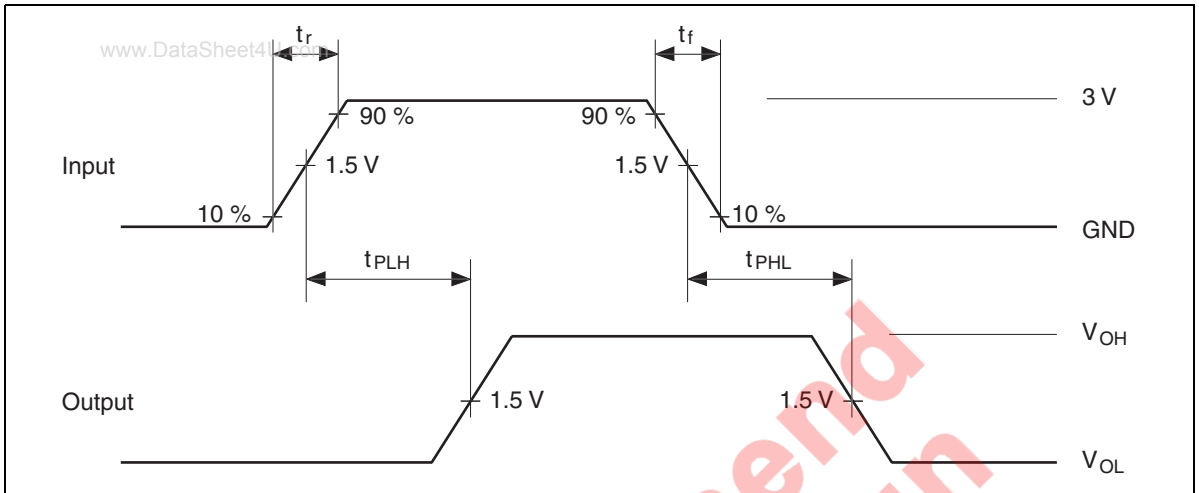 www.DataSheet4U.com
tr
tf
3 V
90 %
90 %
Input
1.5 V
1.5 V
10 %
10 %
GND
tPLH
tPHL
VOH
Output
1.5 V
1.5 V
VOL